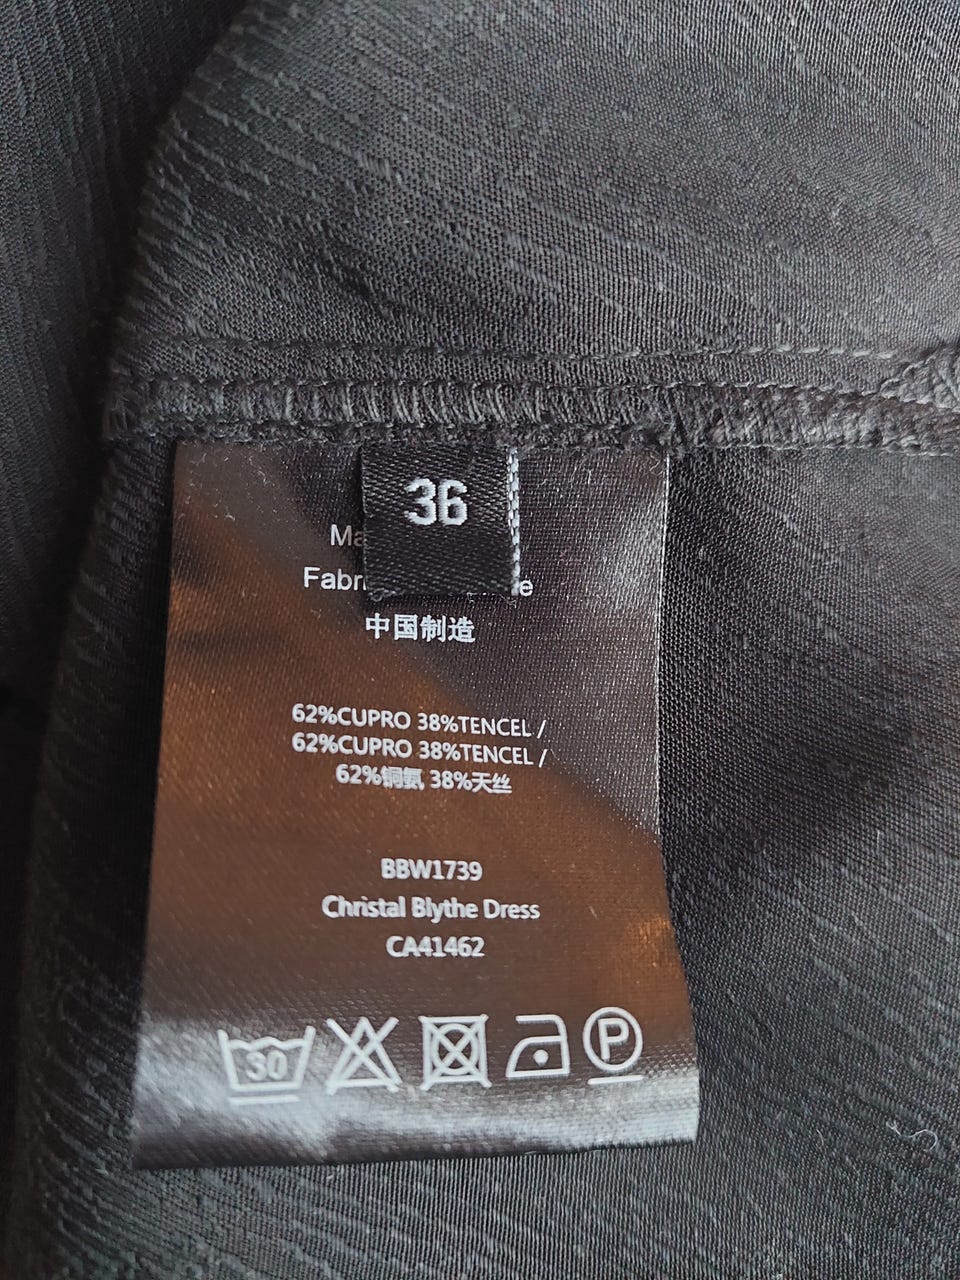 36
中国制造
62%CUPRO 38%TENCEL /
62%CUPRO 38%TENCEL /
62%铜氨 38%天丝
BBW1739
Christal Blythe Dress
CA41462
30
P